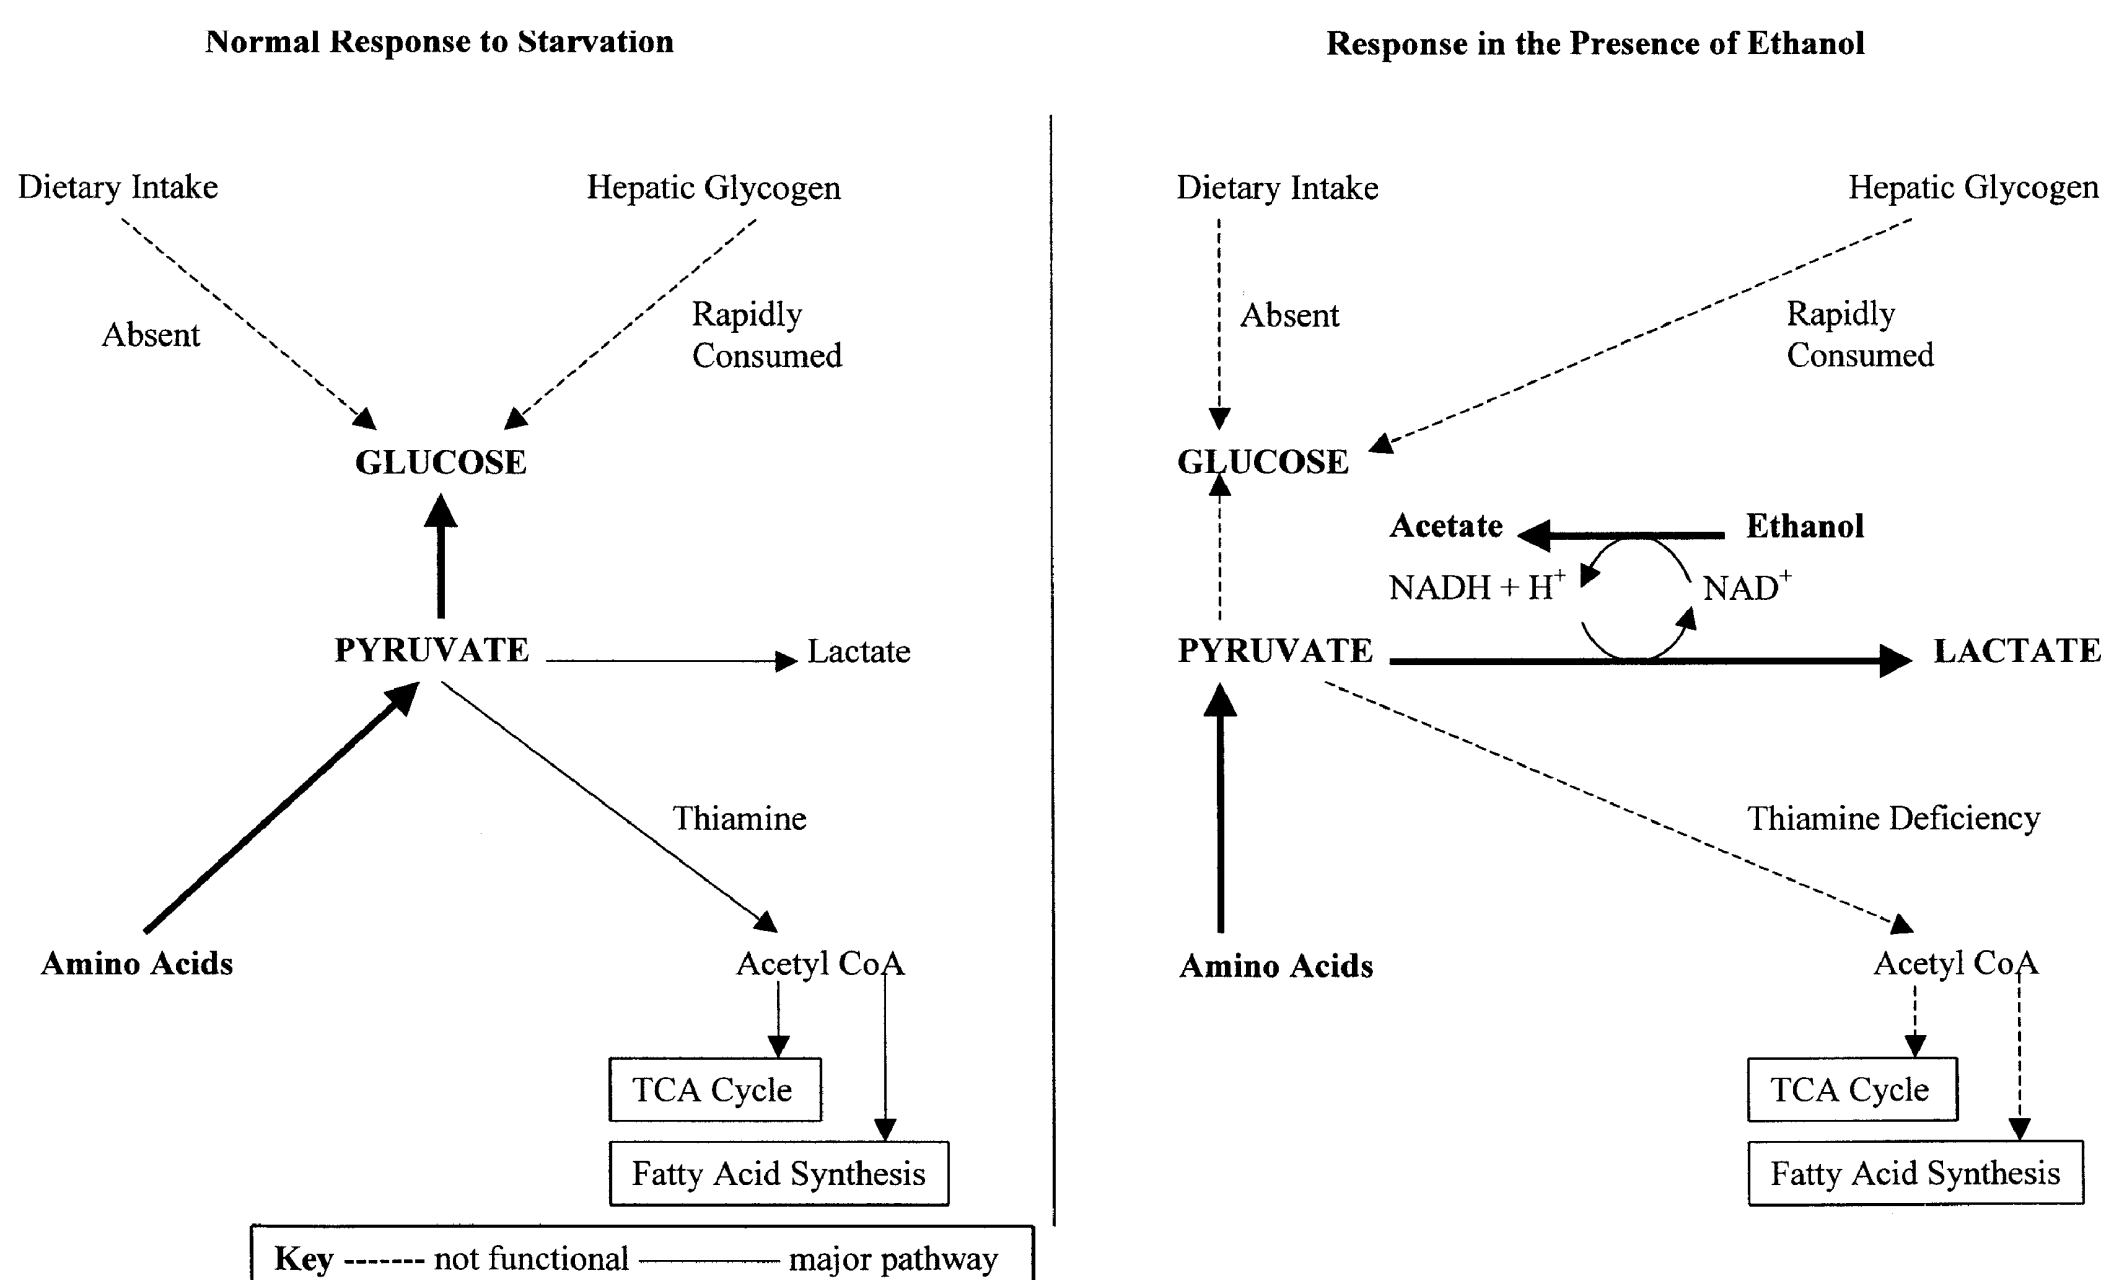 Normal Response to Starvation
Dietary Intake
Hepatic Glycogen
Absent
Rapidly
Consumed
GLUCOSE
PYRUVATE
Lactate
Thiamine
Amino Acids
Acetyl CoA
TCA Cycle
Fatty Acid Synthesis
Key ------- not functional ——— major pathway
Response in the Presence of Ethanol
Dietary Intake
Hepatic Glycogen
Absent
Rapidly
Consumed
GLUCOSE
Acetate
Ethanol
NADH + H⁺
NAD⁺
PYRUVATE
LACTATE
Thiamine Deficiency
Amino Acids
Acetyl CoA
TCA Cycle
Fatty Acid Synthesis